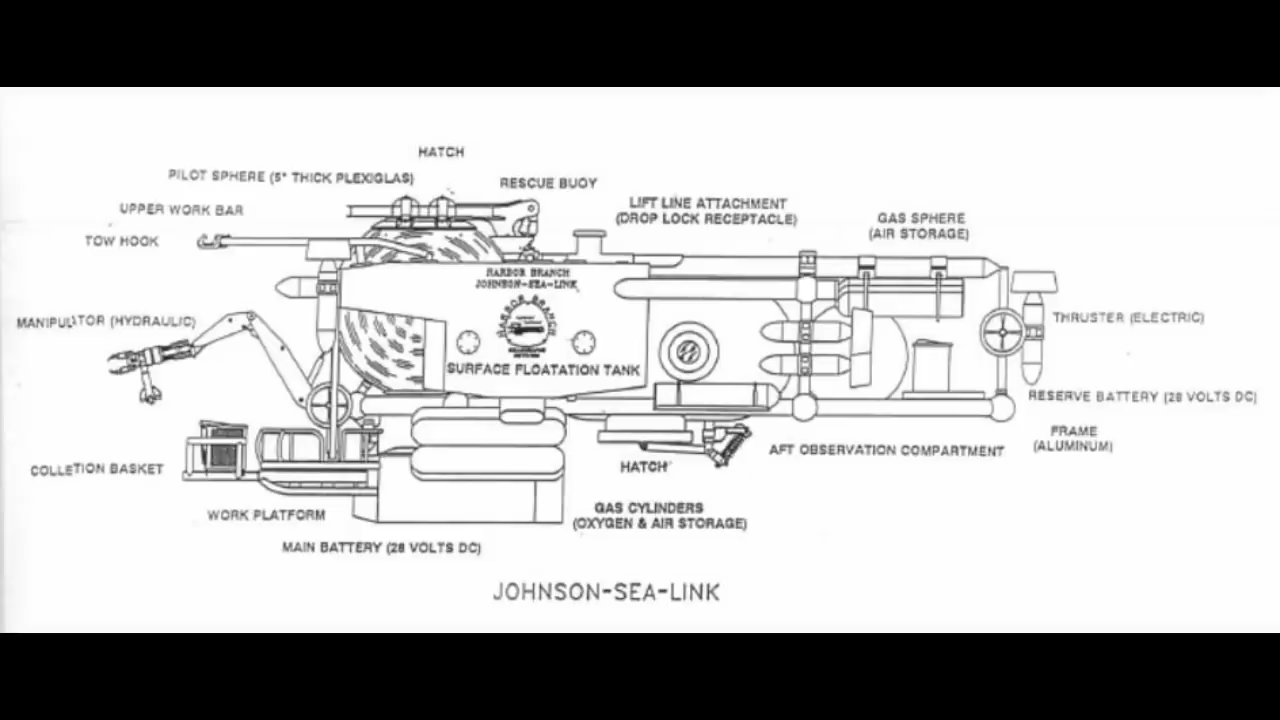 HATCH
PILOT SPHERE (5" THICK PLEXIGLAS)
RESCUE BUOY
UPPER WORK BAR
LIFT LINE ATTACHMENT
(DROP LOCK RECEPTACLE)
GAS SPHERE
(AIR STORAGE)
TOW HOOK
HARBOR BRANCH
JOHNSON-SEA-LINK
HARBOR BRANCH
MANIPULATOR (HYDRAULIC)
THRUSTER (ELECTRIC)
SURFACE FLOATATION TANK
RESERVE BATTERY (28 VOLTS DC)
FRAME
(ALUMINUM)
AFT OBSERVATION COMPARTMENT
COLLETION BASKET
HATCH
WORK PLATFORM
GAS CYLINDERS
(OXYGEN & AIR STORAGE)
MAIN BATTERY (28 VOLTS DC)
JOHNSON-SEA-LINK